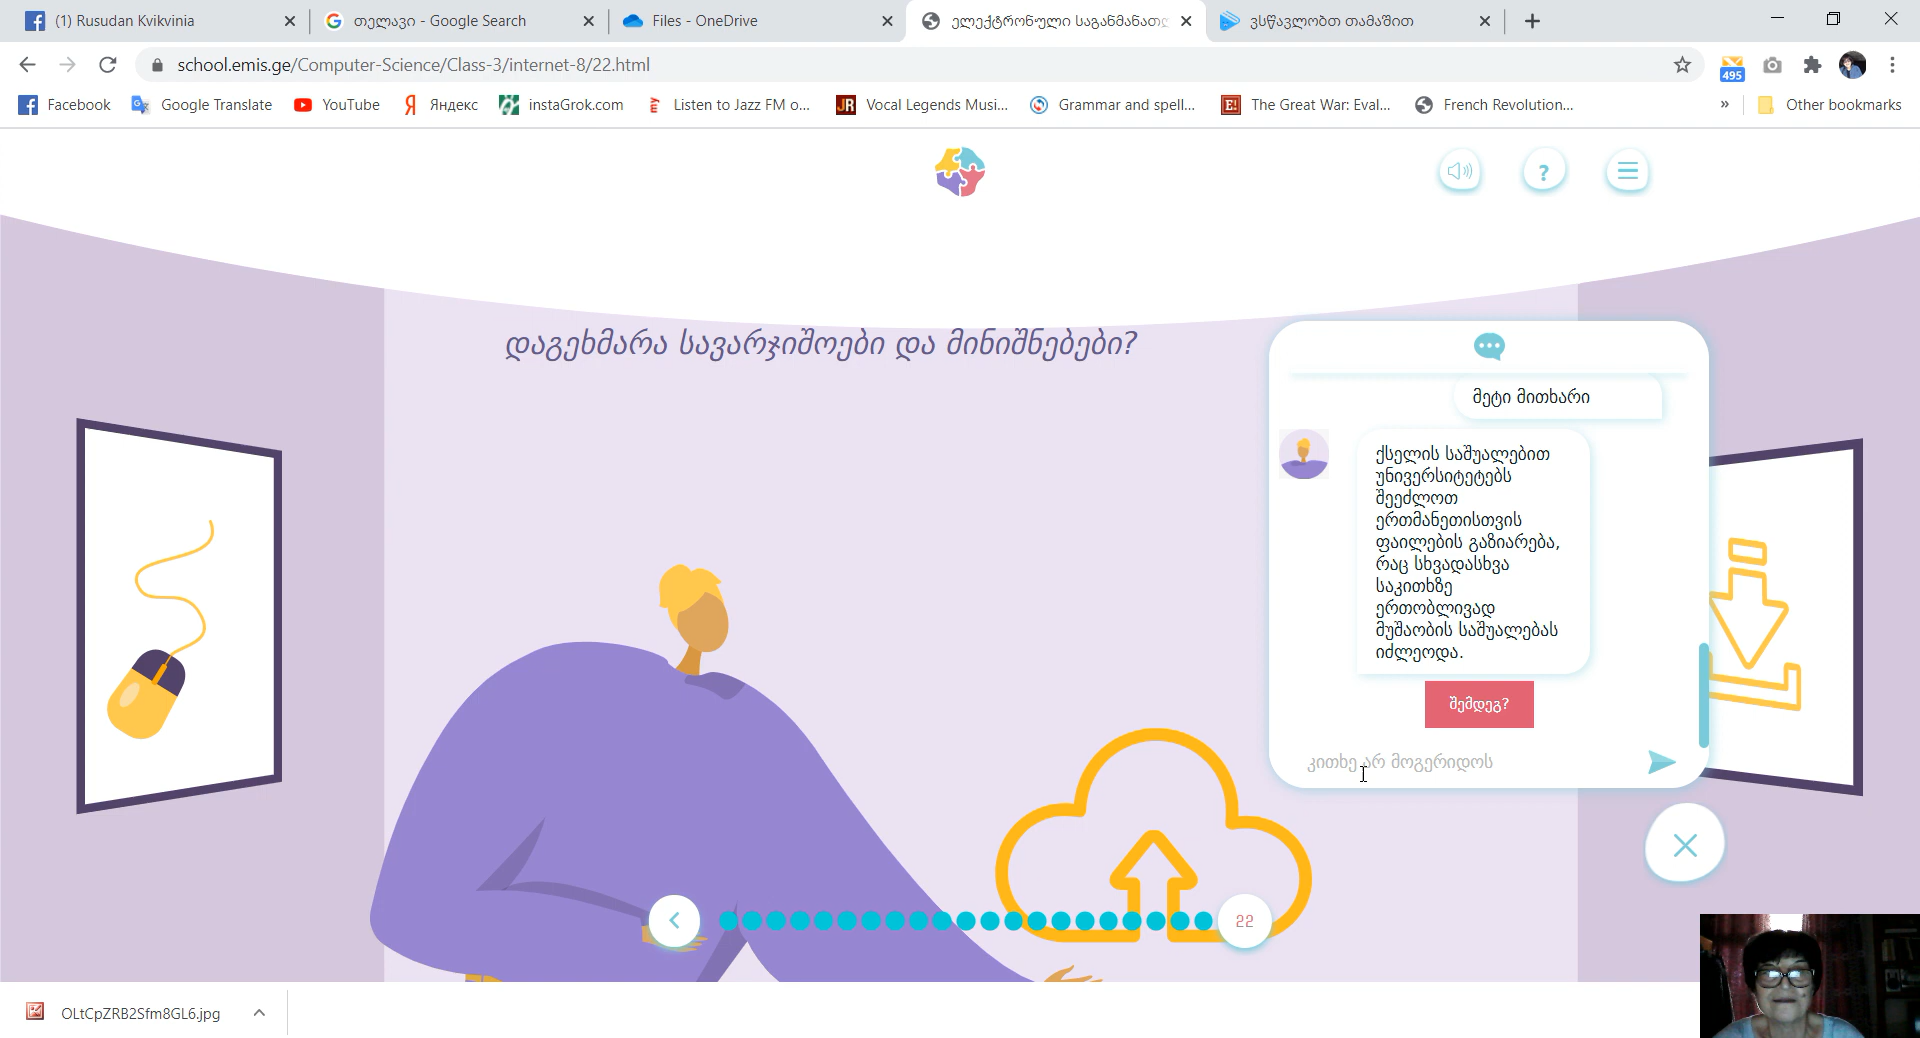 (1) Rusudan Kvikvinia
თელავი - Google Search
Files - OneDrive
ელექტრონული საგანმანათლ
ვსწავლობთ თამაშით
school.emis.ge/Computer-Science/Class-3/internet-8/22.html
495
Facebook
Google Translate
YouTube
Яндекс
instaGrok.com
Listen to Jazz FM o...
Vocal Legends Musi...
Grammar and spell...
The Great War: Eval...
French Revolution...
»
Other bookmarks
?
დაგეხმარა სავარჯიშოები და მინიშნებები?
მეტი მითხარი
ქსელის საშუალებით
უნივერსიტეტებს
შეეძლოთ
ერთმანეთისთვის
ფაილების გაზიარება,
რაც სხვადასხვა
საკითხზე
ერთობლივად
მუშაობის საშუალებას
იძლეოდა.
შემდეგ?
კითხე არ მოგერიდოს
22
OLtCpZRB2Sfm8GL6.jpg